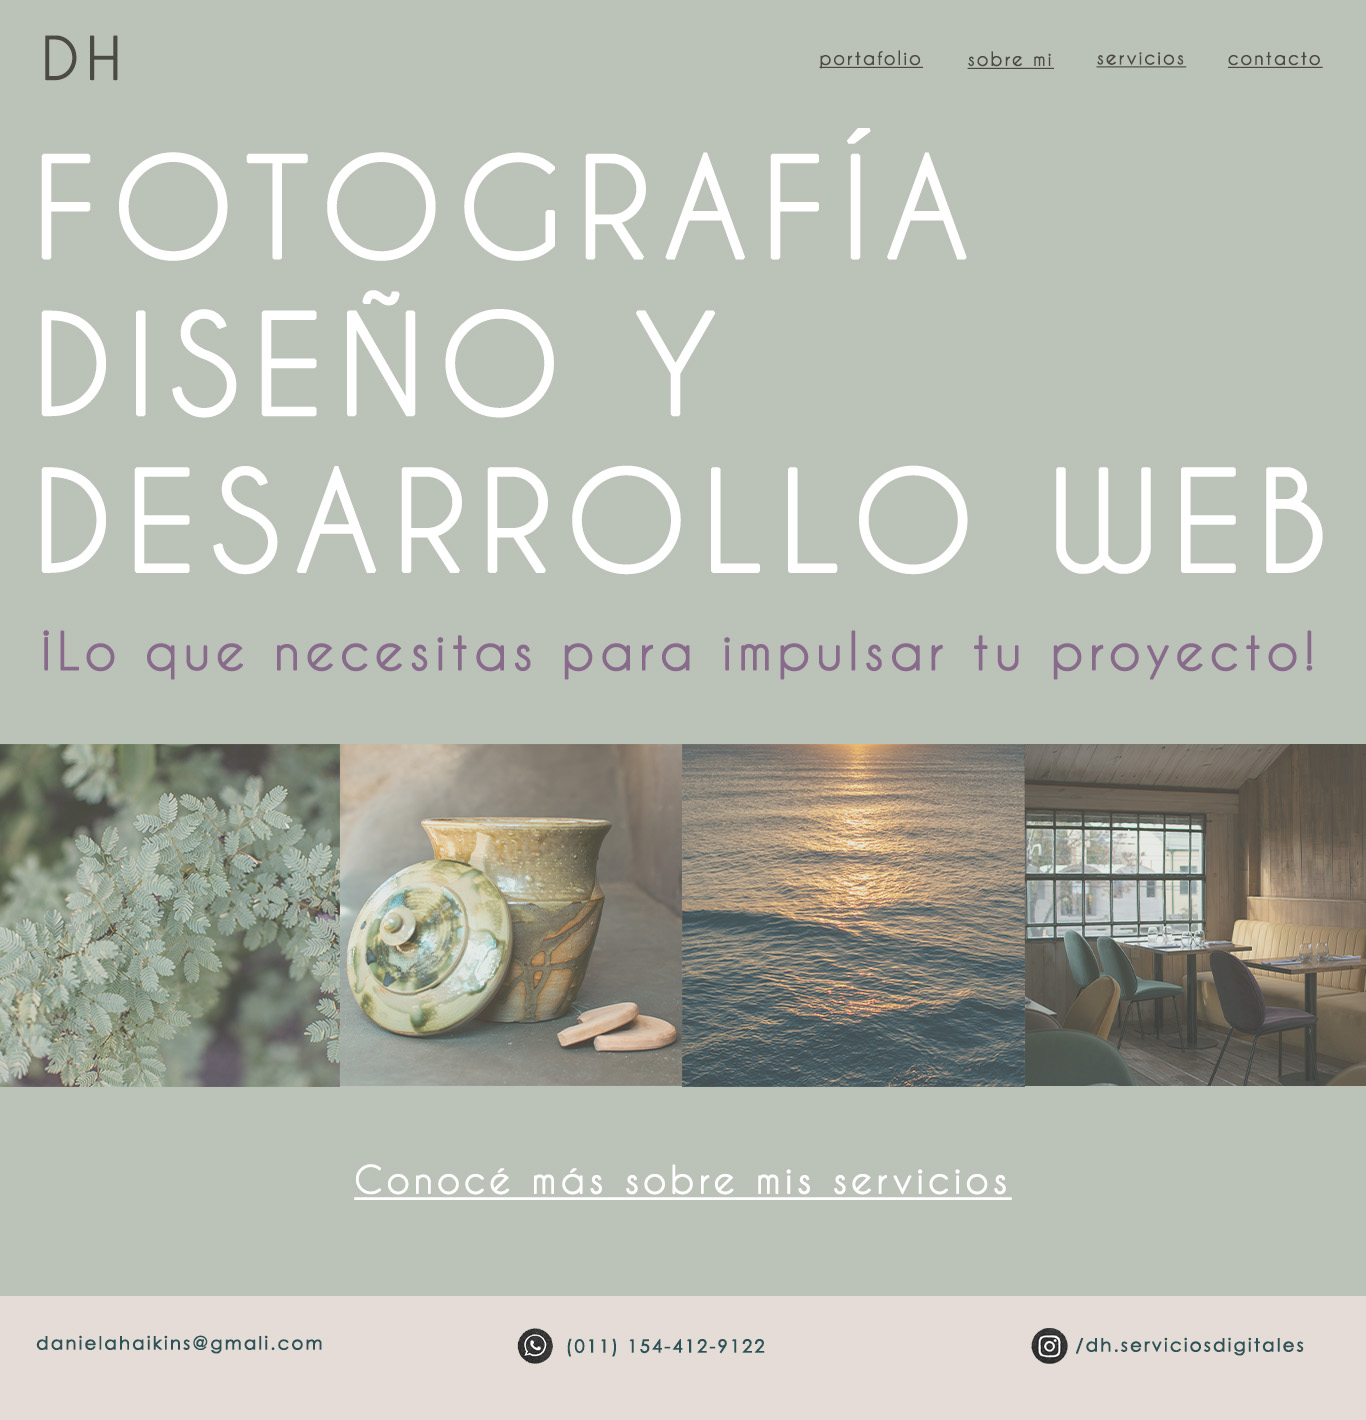 DH
portafolio sobre mi servicios contacto
FOTOGRAFÍA
DISEÑO Y
DESARROLLO WEB
¡Lo que necesitas para impulsar tu proyecto!
Conocé más sobre mis servicios
danielahaikins@gmali.com (011) 154-412-9122 /dh.serviciosdigitales